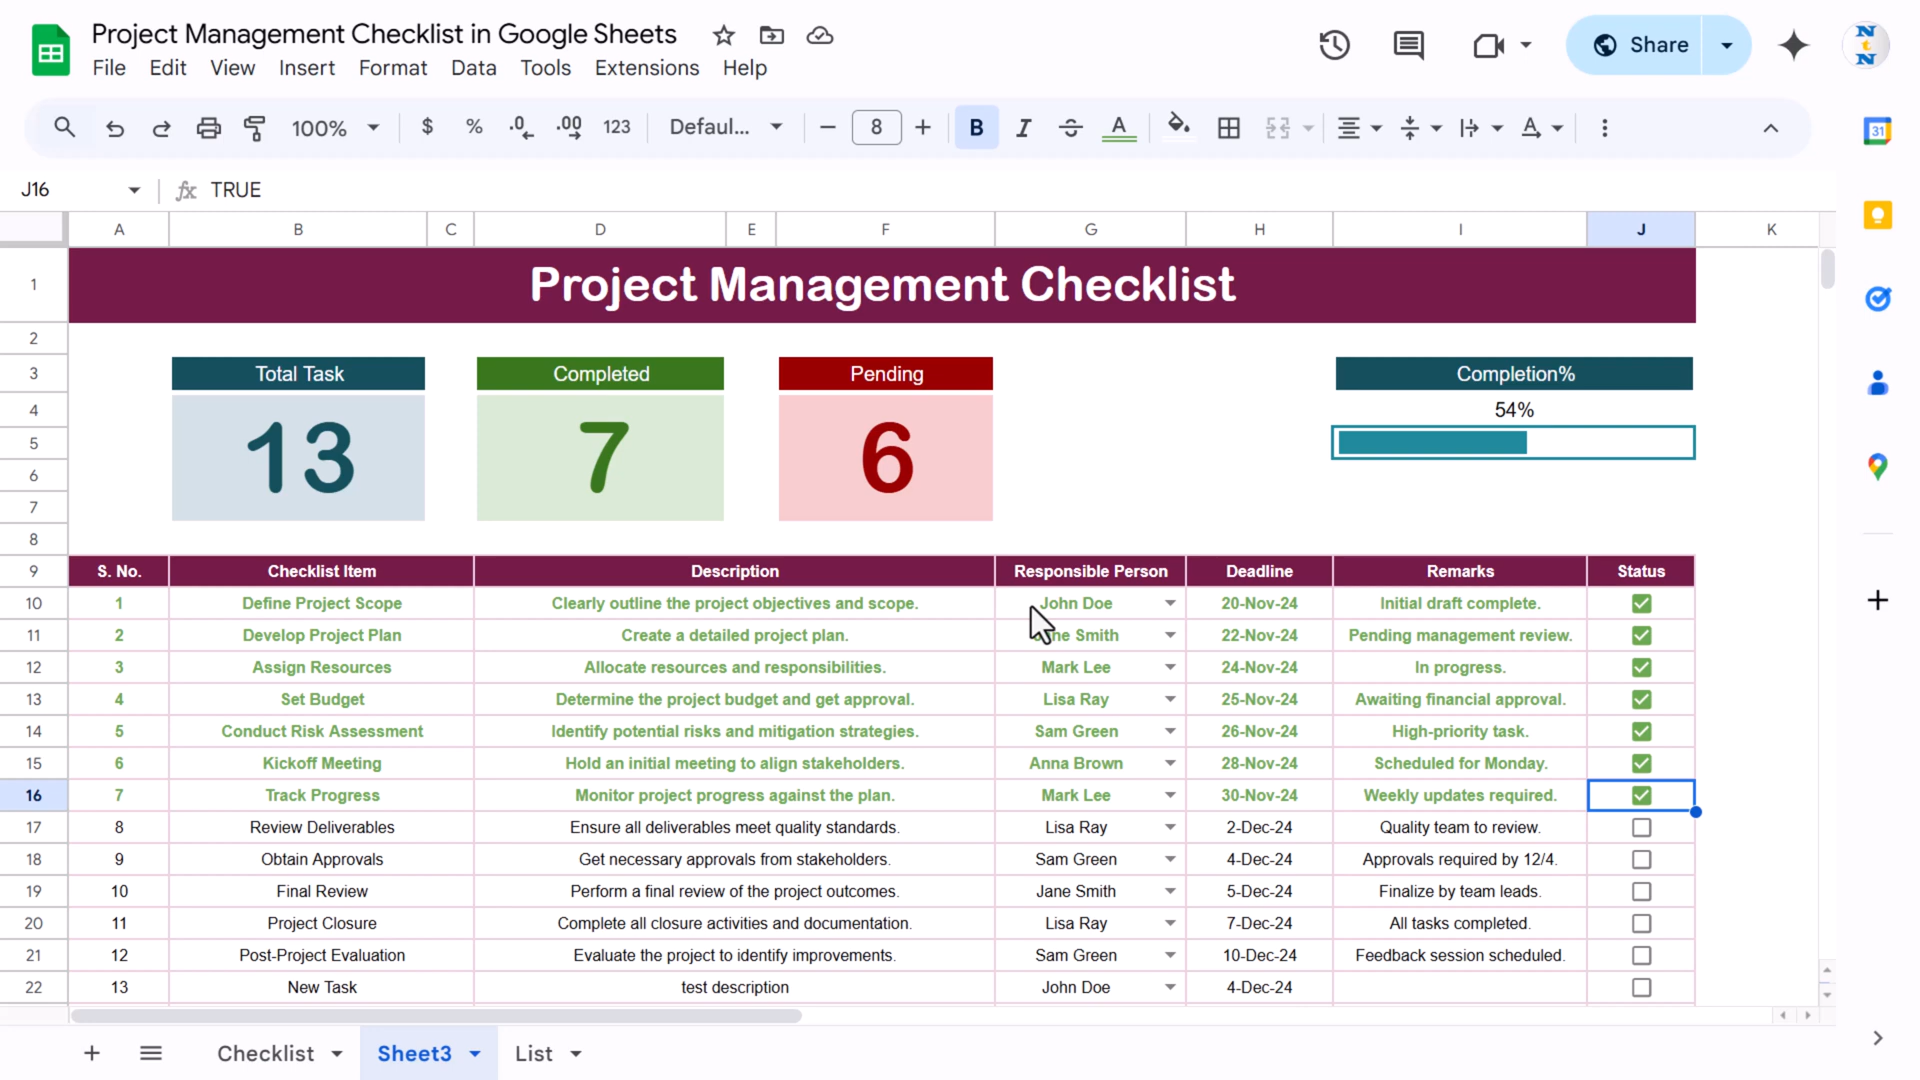 Project Management Checklist in Google Sheets
File Edit View Insert Format Data Tools Extensions Help
Share
N
t
N
100% $ % .0 .00 123 Defaul... 8 B I A A
31
J16 fx TRUE
A B C D E F G H I J K
1 Project Management Checklist
2
3 Total Task Completed Pending Completion%
4 54%
5 13 7 6
6
7
8
9 S. No. Checklist Item Description Responsible Person Deadline Remarks Status
10 1 Define Project Scope Clearly outline the project objectives and scope. John Doe 20-Nov-24 Initial draft complete.
11 2 Develop Project Plan Create a detailed project plan. Jane Smith 22-Nov-24 Pending management review.
12 3 Assign Resources Allocate resources and responsibilities. Mark Lee 24-Nov-24 In progress.
13 4 Set Budget Determine the project budget and get approval. Lisa Ray 25-Nov-24 Awaiting financial approval.
14 5 Conduct Risk Assessment Identify potential risks and mitigation strategies. Sam Green 26-Nov-24 High-priority task.
15 6 Kickoff Meeting Hold an initial meeting to align stakeholders. Anna Brown 28-Nov-24 Scheduled for Monday.
16 7 Track Progress Monitor project progress against the plan. Mark Lee 30-Nov-24 Weekly updates required.
17 8 Review Deliverables Ensure all deliverables meet quality standards. Lisa Ray 2-Dec-24 Quality team to review.
18 9 Obtain Approvals Get necessary approvals from stakeholders. Sam Green 4-Dec-24 Approvals required by 12/4.
19 10 Final Review Perform a final review of the project outcomes. Jane Smith 5-Dec-24 Finalize by team leads.
20 11 Project Closure Complete all closure activities and documentation. Lisa Ray 7-Dec-24 All tasks completed.
21 12 Post-Project Evaluation Evaluate the project to identify improvements. Sam Green 10-Dec-24 Feedback session scheduled.
22 13 New Task test description John Doe 4-Dec-24
Checklist Sheet3 List